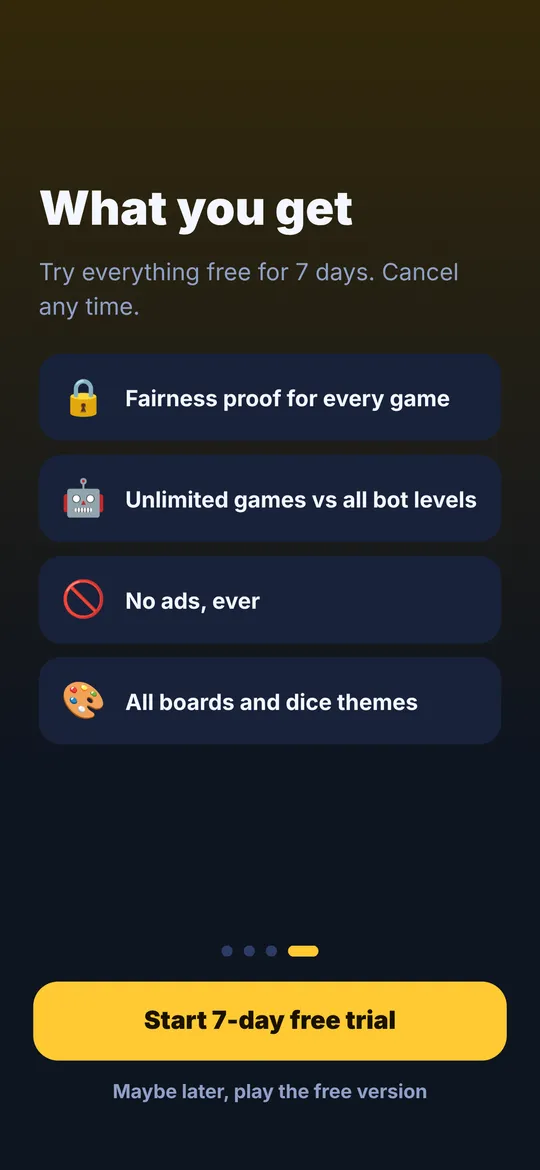 What you get
Try everything free for 7 days. Cancel
any time.
Fairness proof for every game
Unlimited games vs all bot levels
No ads, ever
All boards and dice themes
Start 7-day free trial
Maybe later, play the free version